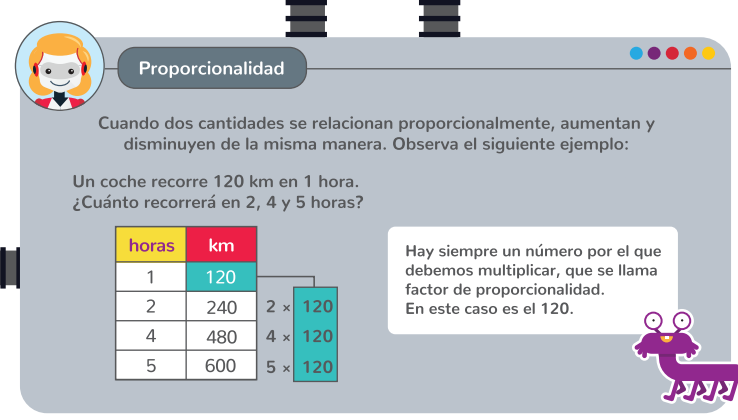 Proporcionalidad
Cuando dos cantidades se relacionan proporcionalmente, aumentan y
disminuyen de la misma manera. Observa el siguiente ejemplo:
Un coche recorre 120 km en 1 hora.
¿Cuánto recorrerá en 2, 4 y 5 horas?
horas km
1 120
2 240 2 × 120
4 480 4 × 120
5 600 5 × 120
Hay siempre un número por el que
debemos multiplicar, que se llama
factor de proporcionalidad.
En este caso es el 120.